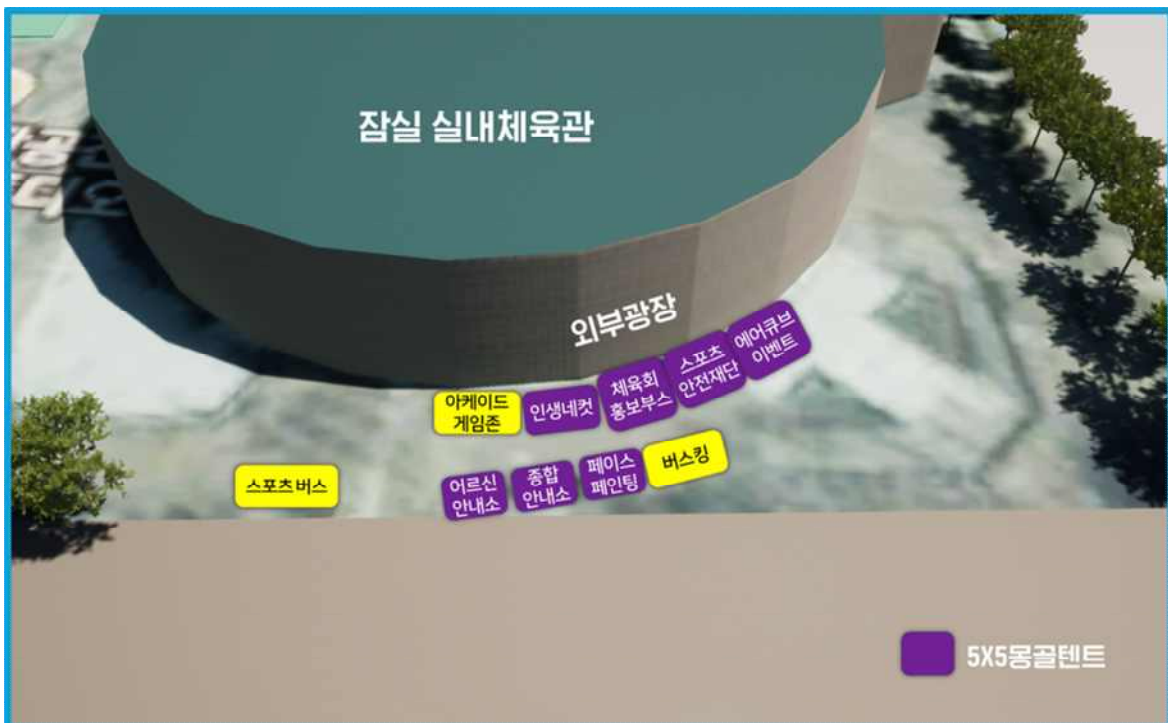 잠실 실내체육관
외부광장
아케이드
게임존
인생네컷
체육회
홍보부스
스포츠
안전재단
에어큐브
이벤트
스포츠버스
어르신
안내소
종합
안내소
페이스
페인팅
버스킹
5X5몽골텐트